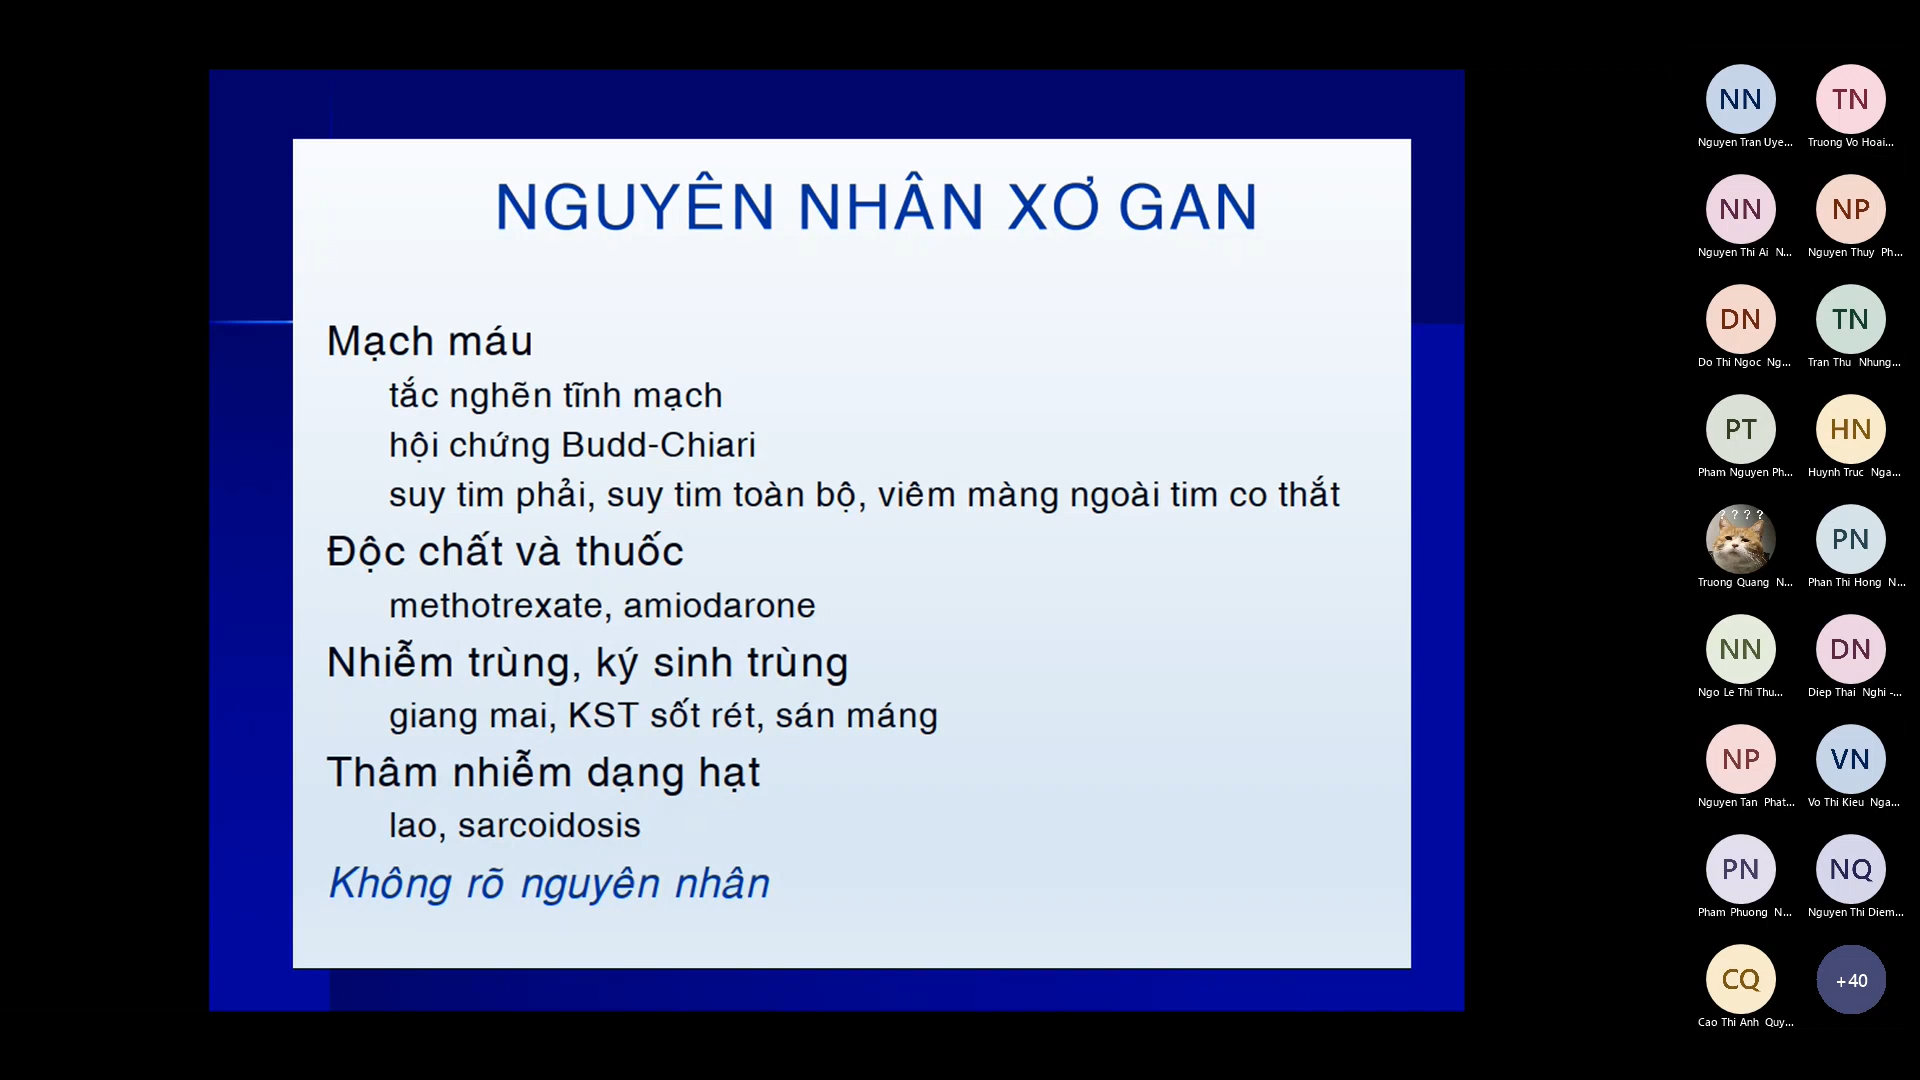 NGUYÊN NHÂN XƠ GAN
Mạch máu
tắc nghẽn tĩnh mạch
hội chứng Budd-Chiari
suy tim phải, suy tim toàn bộ, viêm màng ngoài tim co thắt
Độc chất và thuốc
methotrexate, amiodarone
Nhiễm trùng, ký sinh trùng
giang mai, KST sốt rét, sán máng
Thâm nhiễm dạng hạt
lao, sarcoidosis
Không rõ nguyên nhân
NN TN
Nguyen Tran Uye... Truong Vo Hoai...
NN NP
Nguyen Thi Ai N... Nguyen Thuy Ph...
DN TN
Do Thi Ngoc Ng... Tran Thu Nhung...
PT HN
Pham Nguyen Ph... Huynh Truc Nga...
? ? ? ? PN
Truong Quang N... Phan Thi Hong N...
NN DN
Ngo Le Thi Thu... Diep Thai Nghi -...
NP VN
Nguyen Tan Phat... Vo Thi Kieu Nga...
PN NQ
Pham Phuong N... Nguyen Thi Diem...
CQ +40
Cao Thi Anh Quy...